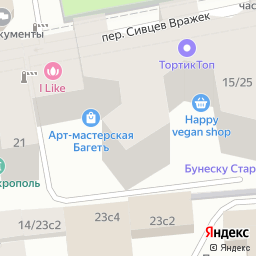 час
кументы
пер. Сивцев Вражек
ТортикТоп
I Like
15/25
Happy
vegan shop
Арт-мастерская
Багеть
21
Бунеску Стар
крополь
23с4
23с2
14/23с2
Яндекс